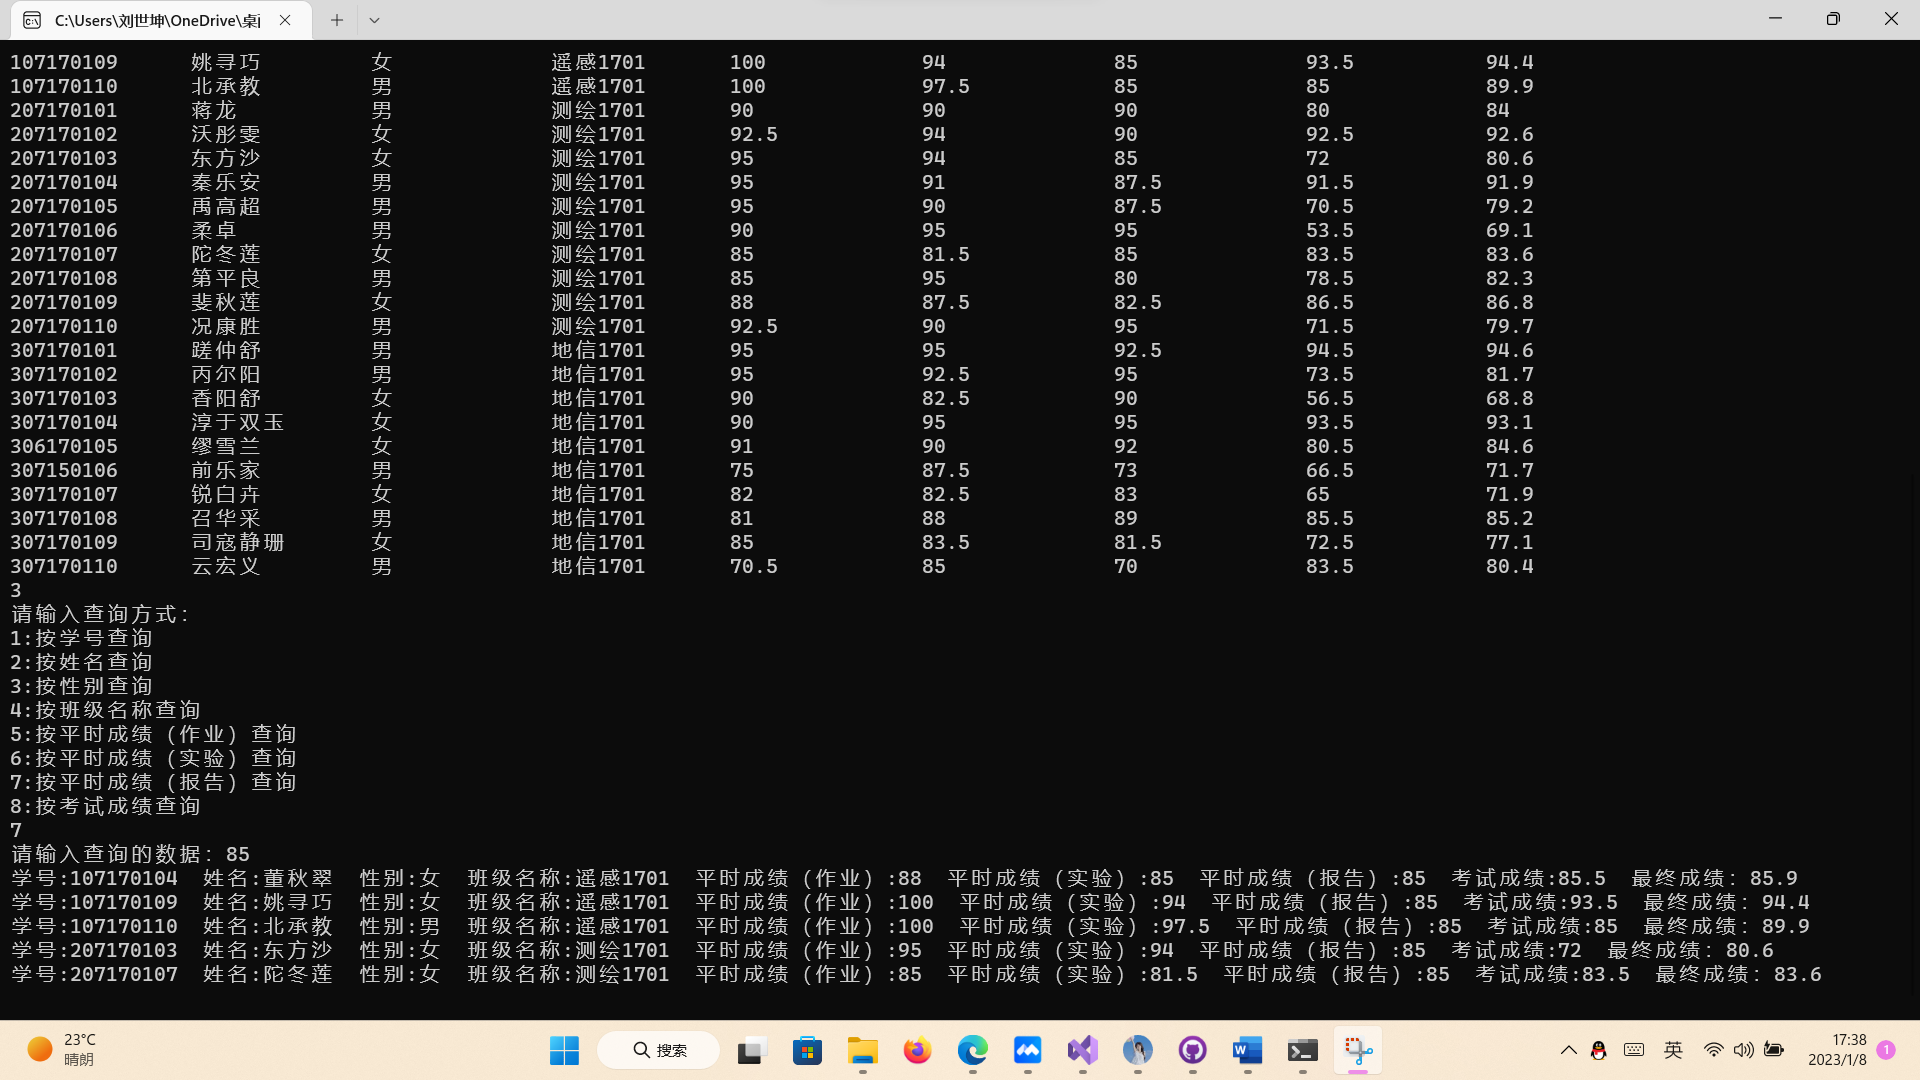 C:\Users\刘世坤\OneDrive\桌
107170109 姚寻巧 女 遥感1701 100 94 85 93.5 94.4
107170110 北承教 男 遥感1701 100 97.5 85 85 89.9
207170101 蒋龙 男 测绘1701 90 90 90 80 84
207170102 沃彤雯 女 测绘1701 92.5 94 90 92.5 92.6
207170103 东方沙 女 测绘1701 95 94 85 72 80.6
207170104 秦乐安 男 测绘1701 95 91 87.5 91.5 91.9
207170105 禹高超 男 测绘1701 95 90 87.5 70.5 79.2
207170106 柔卓 男 测绘1701 90 95 95 53.5 69.1
207170107 陀冬莲 女 测绘1701 85 81.5 85 83.5 83.6
207170108 第平良 男 测绘1701 85 95 80 78.5 82.3
207170109 斐秋莲 女 测绘1701 88 87.5 82.5 86.5 86.8
207170110 况康胜 男 测绘1701 92.5 90 95 71.5 79.7
307170101 蹉仲舒 男 地信1701 95 95 92.5 94.5 94.6
307170102 丙尔阳 男 地信1701 95 92.5 95 73.5 81.7
307170103 香阳舒 女 地信1701 90 82.5 90 56.5 68.8
307170104 淳于双玉 女 地信1701 90 95 95 93.5 93.1
306170105 缪雪兰 女 地信1701 91 90 92 80.5 84.6
307150106 前乐家 男 地信1701 75 87.5 73 66.5 71.7
307170107 锐白卉 女 地信1701 82 82.5 83 65 71.9
307170108 召华采 男 地信1701 81 88 89 85.5 85.2
307170109 司寇静珊 女 地信1701 85 83.5 81.5 72.5 77.1
307170110 云宏义 男 地信1701 70.5 85 70 83.5 80.4
3
请输入查询方式：
1:按学号查询
2:按姓名查询
3:按性别查询
4:按班级名称查询
5:按平时成绩（作业）查询
6:按平时成绩（实验）查询
7:按平时成绩（报告）查询
8:按考试成绩查询
7
请输入查询的数据：85
学号:107170104 姓名:董秋翠 性别:女 班级名称:遥感1701 平时成绩（作业）:88 平时成绩（实验）:85 平时成绩（报告）:85 考试成绩:85.5 最终成绩：85.9
学号:107170109 姓名:姚寻巧 性别:女 班级名称:遥感1701 平时成绩（作业）:100 平时成绩（实验）:94 平时成绩（报告）:85 考试成绩:93.5 最终成绩：94.4
学号:107170110 姓名:北承教 性别:男 班级名称:遥感1701 平时成绩（作业）:100 平时成绩（实验）:97.5 平时成绩（报告）:85 考试成绩:85 最终成绩：89.9
学号:207170103 姓名:东方沙 性别:女 班级名称:测绘1701 平时成绩（作业）:95 平时成绩（实验）:94 平时成绩（报告）:85 考试成绩:72 最终成绩：80.6
学号:207170107 姓名:陀冬莲 性别:女 班级名称:测绘1701 平时成绩（作业）:85 平时成绩（实验）:81.5 平时成绩（报告）:85 考试成绩:83.5 最终成绩：83.6
23°C
晴朗
搜索
英
17:38
2023/1/8
1